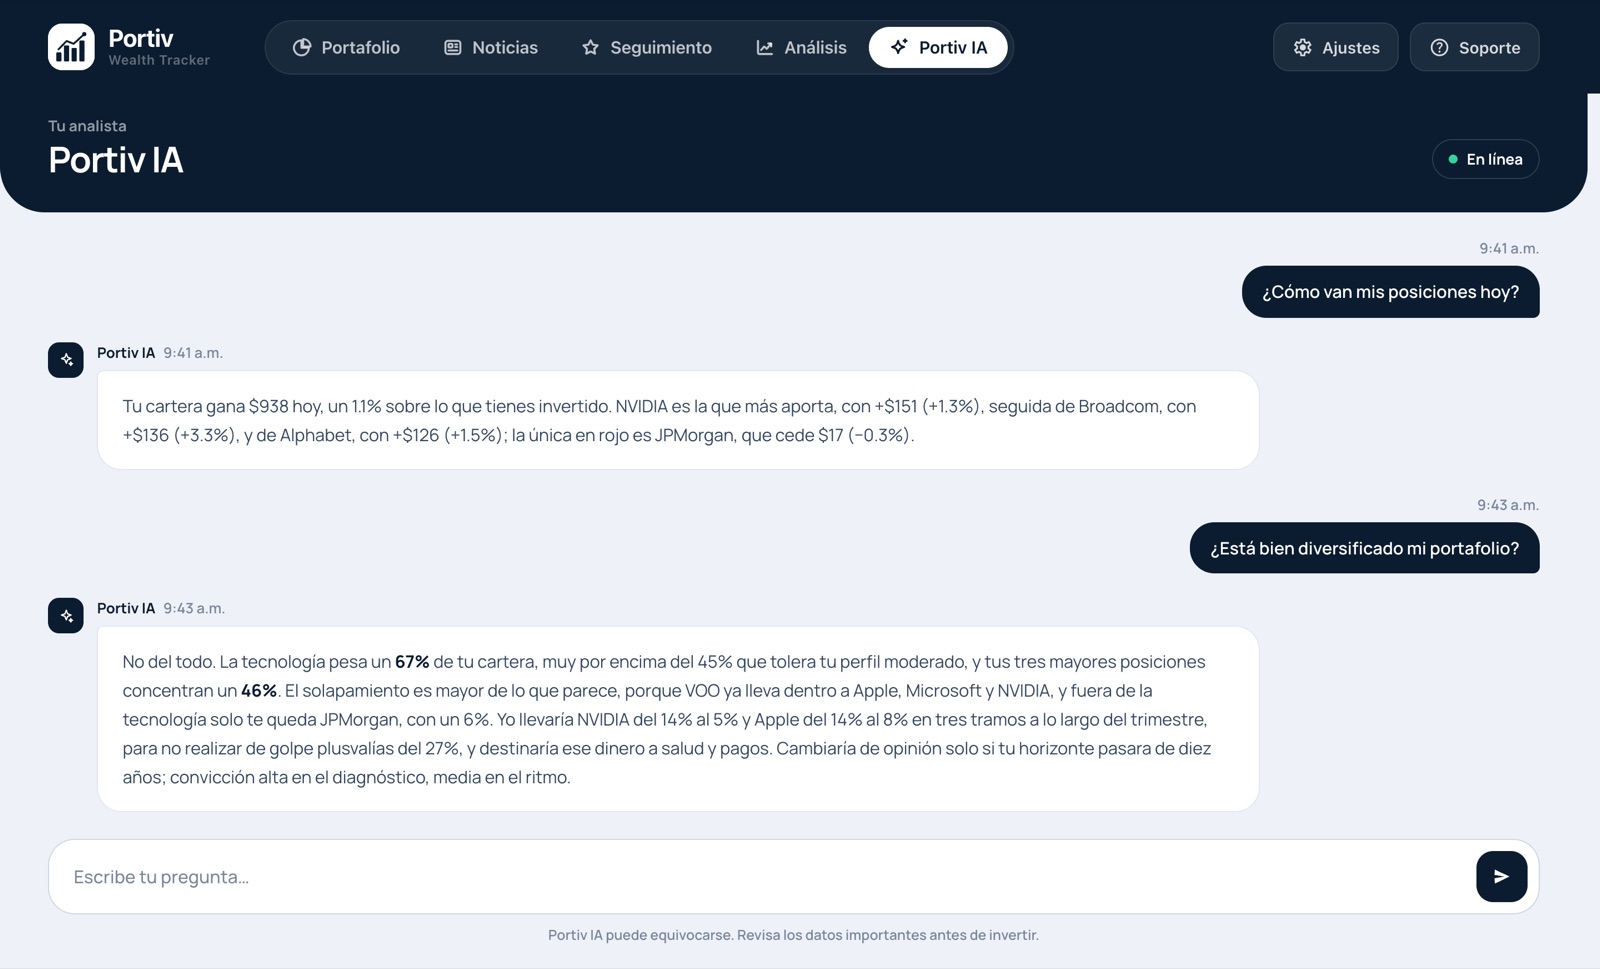 Portiv
Wealth Tracker
Portafolio
Noticias
Seguimiento
Análisis
Portiv IA
Ajustes
Soporte
Tu analista
Portiv IA
En línea
9:41 a.m.
¿Cómo van mis posiciones hoy?
Portiv IA 9:41 a.m.
Tu cartera gana $938 hoy, un 1.1% sobre lo que tienes invertido. NVIDIA es la que más aporta, con +$151 (+1.3%), seguida de Broadcom, con
+$136 (+3.3%), y de Alphabet, con +$126 (+1.5%); la única en rojo es JPMorgan, que cede $17 (−0.3%).
9:43 a.m.
¿Está bien diversificado mi portafolio?
Portiv IA 9:43 a.m.
No del todo. La tecnología pesa un 67% de tu cartera, muy por encima del 45% que tolera tu perfil moderado, y tus tres mayores posiciones
concentran un 46%. El solapamiento es mayor de lo que parece, porque VOO ya lleva dentro a Apple, Microsoft y NVIDIA, y fuera de la
tecnología solo te queda JPMorgan, con un 6%. Yo llevaría NVIDIA del 14% al 5% y Apple del 14% al 8% en tres tramos a lo largo del trimestre,
para no realizar de golpe plusvalías del 27%, y destinaría ese dinero a salud y pagos. Cambiaría de opinión solo si tu horizonte pasara de diez
años; convicción alta en el diagnóstico, media en el ritmo.
Escribe tu pregunta…
Portiv IA puede equivocarse. Revisa los datos importantes antes de invertir.